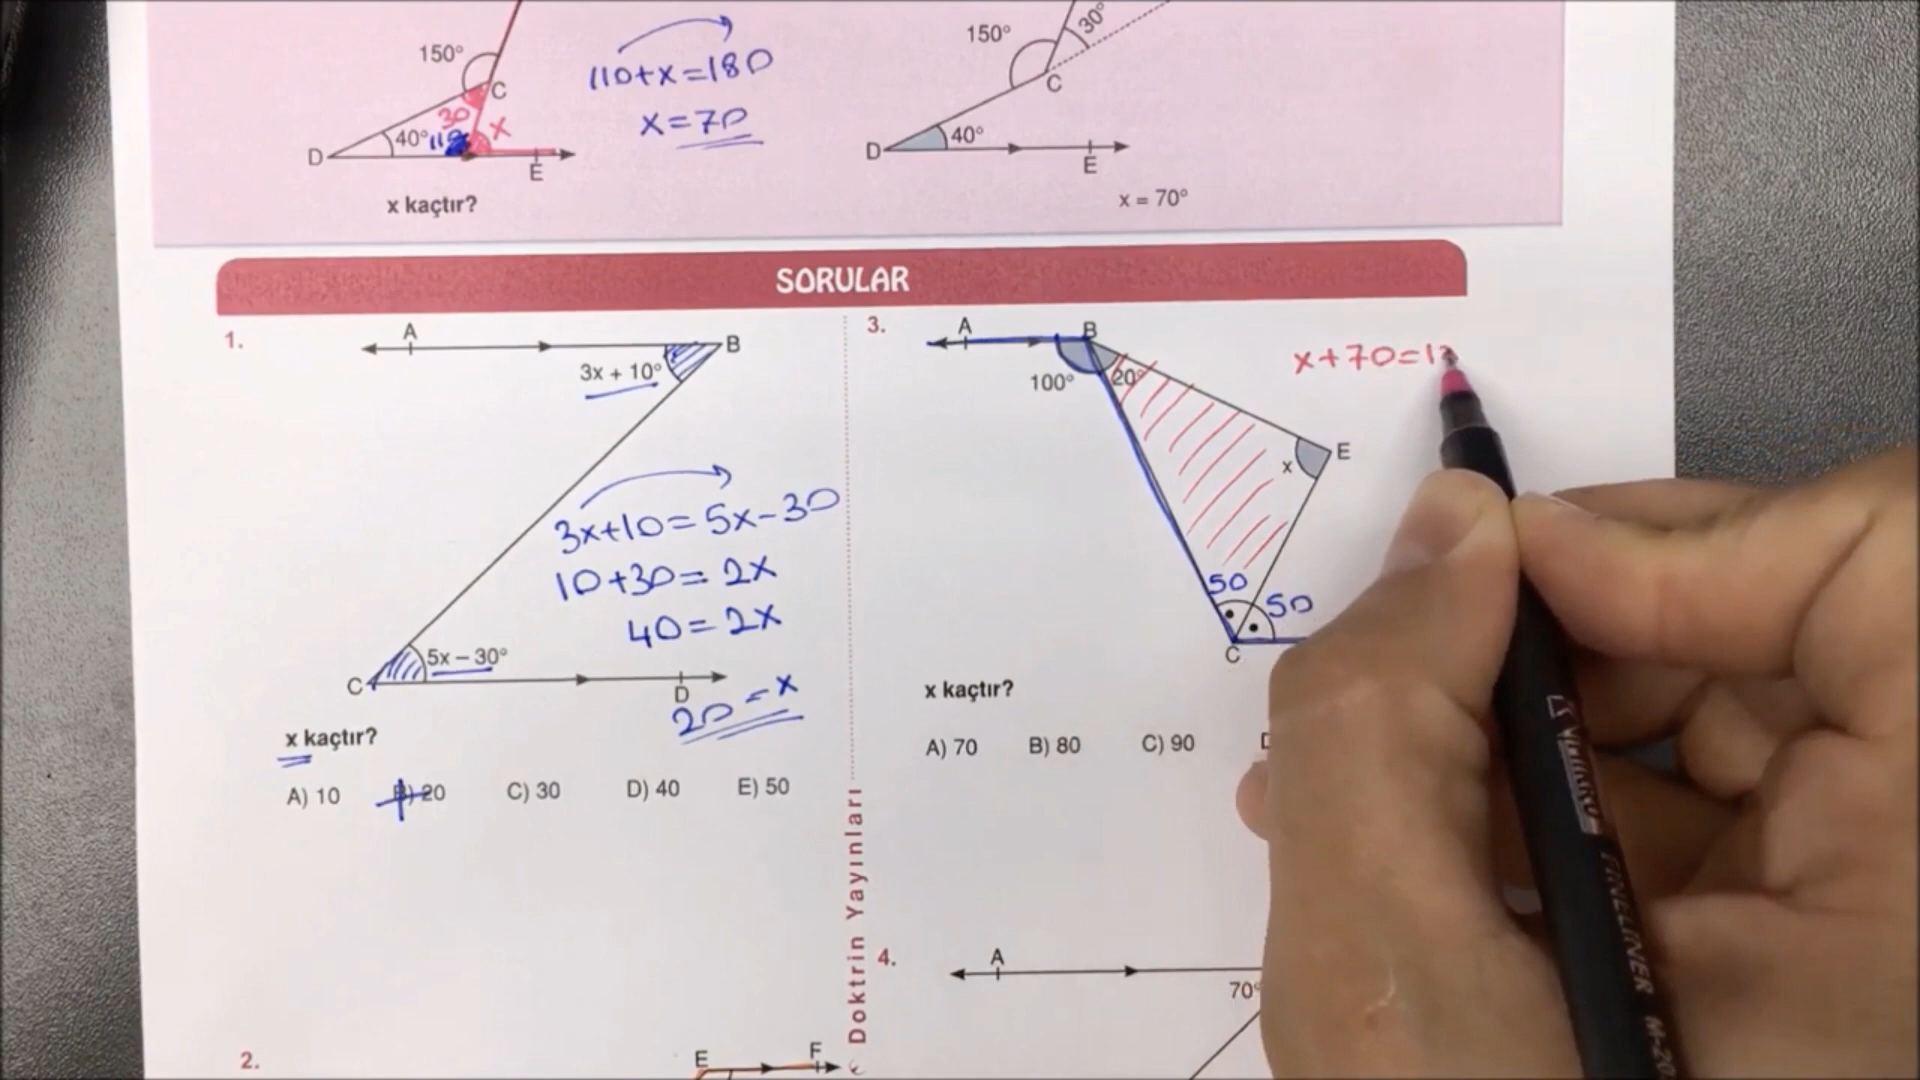 150°
C
30
40°
110
x
D
E
x kaçtır?
110+x=180
x=70
150°
30°
C
D
40°
E
x = 70°
SORULAR
1.
A
B
3x + 10°
3x+10=5x-30
10+30=2x
40=2x
20=x
C
5x – 30°
D
x kaçtır?
A) 10 B) 20 C) 30 D) 40 E) 50
2.
E
F
Doktrin Yayınları
3.
A
B
100°
20°
x+70=1
x
E
50
50
C
x kaçtır?
A) 70 B) 80 C) 90
4.
A
70°